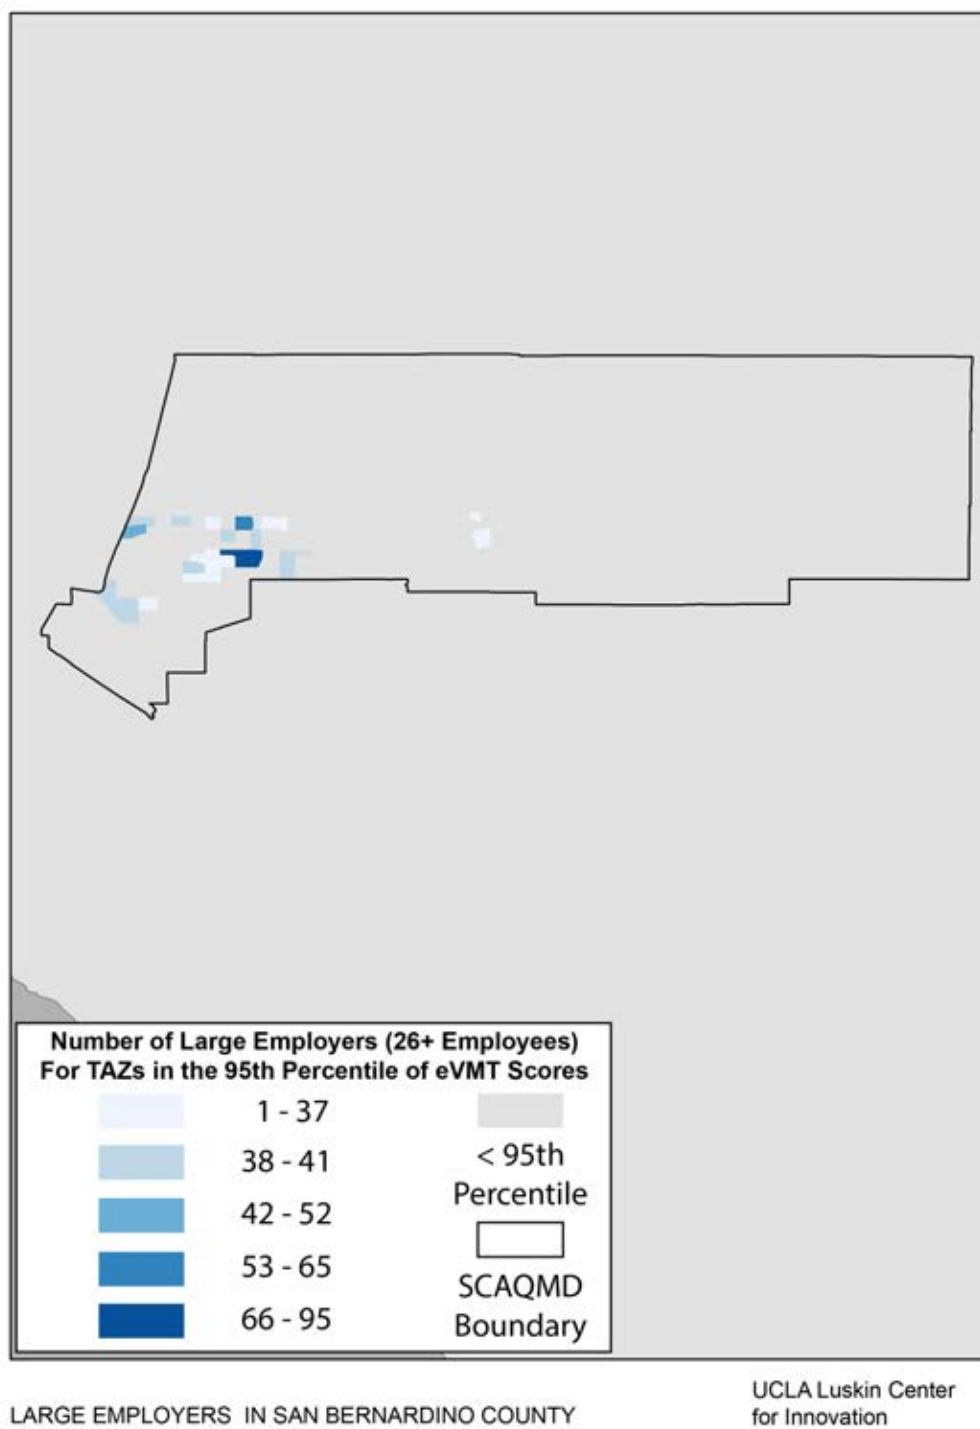 Number of Large Employers (26+ Employees)
For TAZs in the 95th Percentile of eVMT Scores
1 - 37
38 - 41
42 - 52
53 - 65
66 - 95
< 95th
Percentile
SCAQMD
Boundary
LARGE EMPLOYERS IN SAN BERNARDINO COUNTY
UCLA Luskin Center
for Innovation